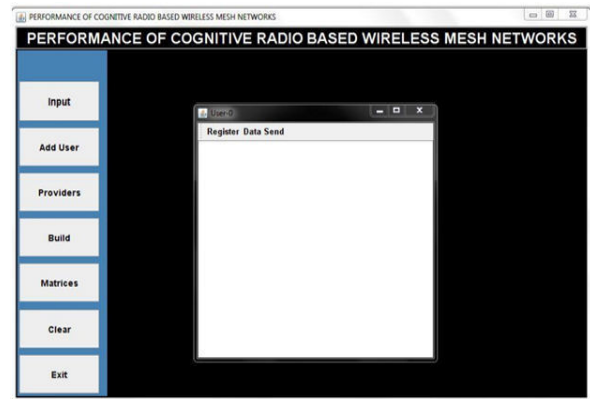 PERFORMANCE OF COGNITIVE RADIO BASED WIRELESS MESH NETWORKS
PERFORMANCE OF COGNITIVE RADIO BASED WIRELESS MESH NETWORKS
Input
Add User
Providers
Build
Matrices
Clear
Exit
User-0
Register Data Send